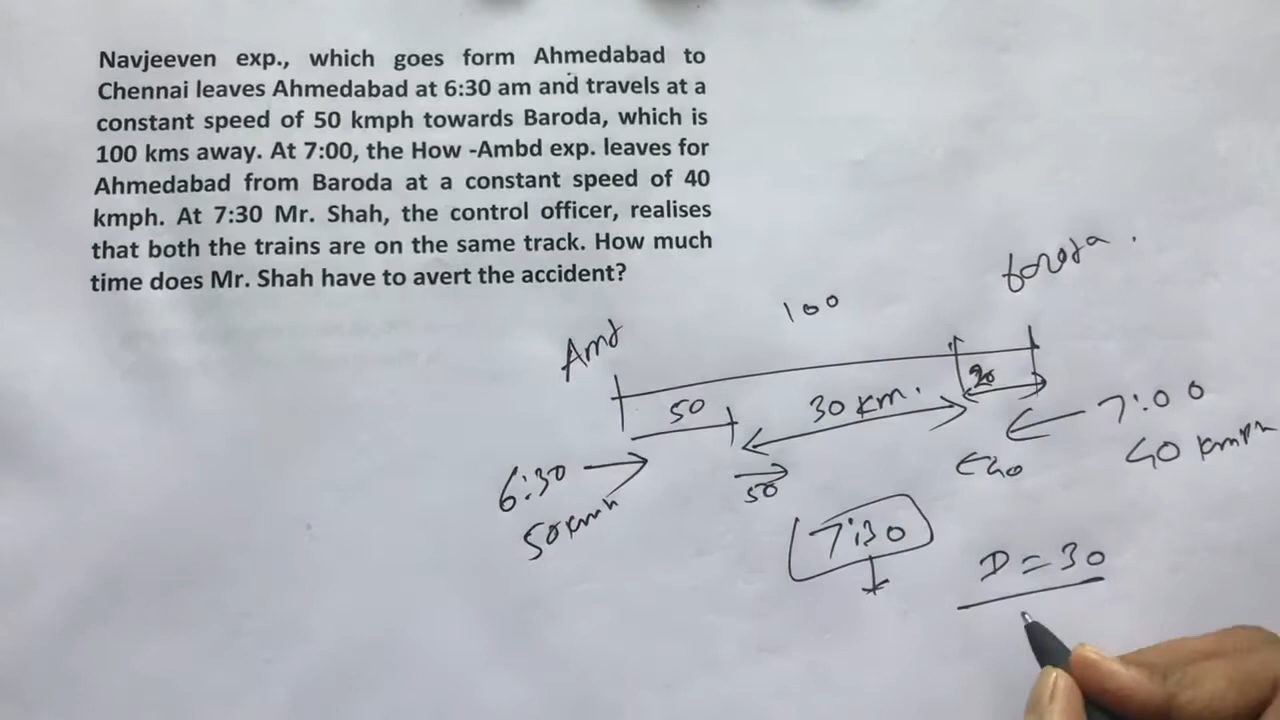 Navjeeven exp., which goes form Ahmedabad to
Chennai leaves Ahmedabad at 6:30 am and travels at a
constant speed of 50 kmph towards Baroda, which is
100 kms away. At 7:00, the How -Ambd exp. leaves for
Ahmedabad from Baroda at a constant speed of 40
kmph. At 7:30 Mr. Shah, the control officer, realises
that both the trains are on the same track. How much
time does Mr. Shah have to avert the accident?
Amd
100
50
30 km.
20
7:00
40 kmph
6:30
50 kmh
50
40
7:30
D = 30